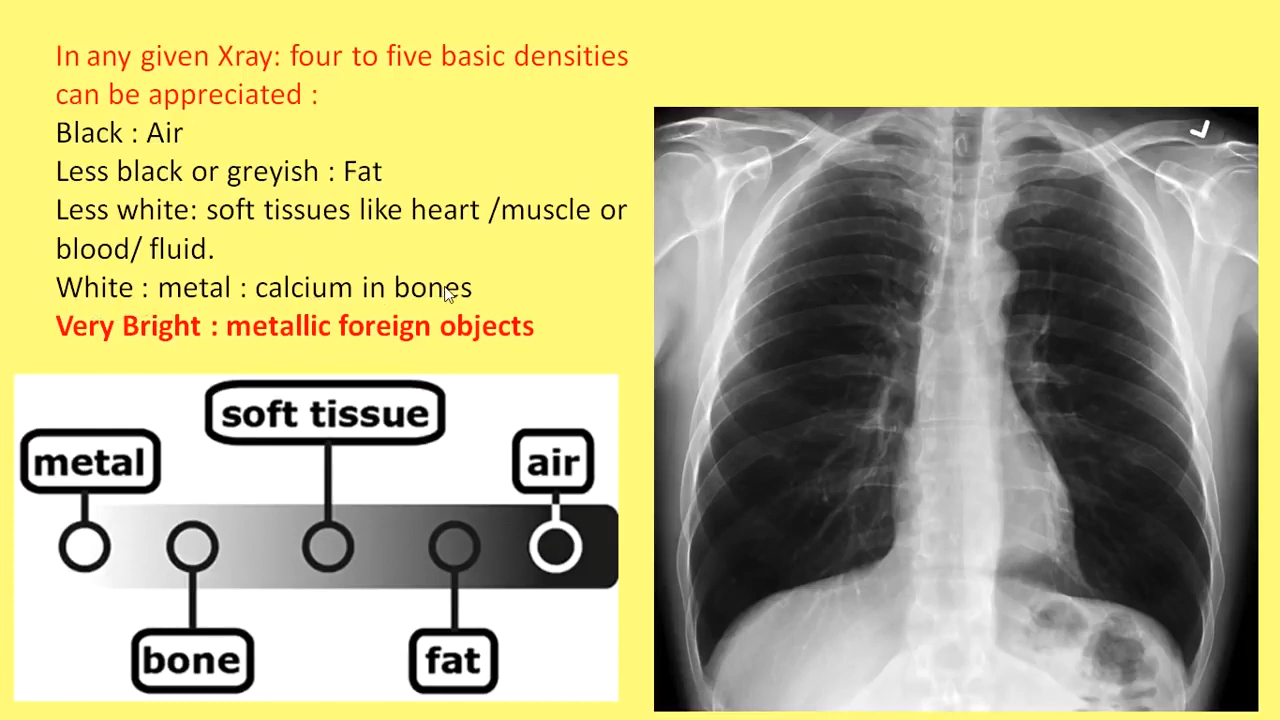 In any given Xray: four to five basic densities
can be appreciated :
Black : Air
Less black or greyish : Fat
Less white: soft tissues like heart /muscle or
blood/ fluid.
White : metal : calcium in bones
Very Bright : metallic foreign objects
soft tissue
metal
air
bone
fat